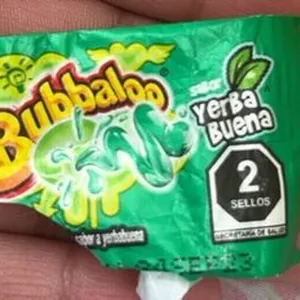 Bubbaloo
sabor
YerBa
BueNa
2
SELLOS
SECRETARÍA DE SALUD
sabor a yerbabuena